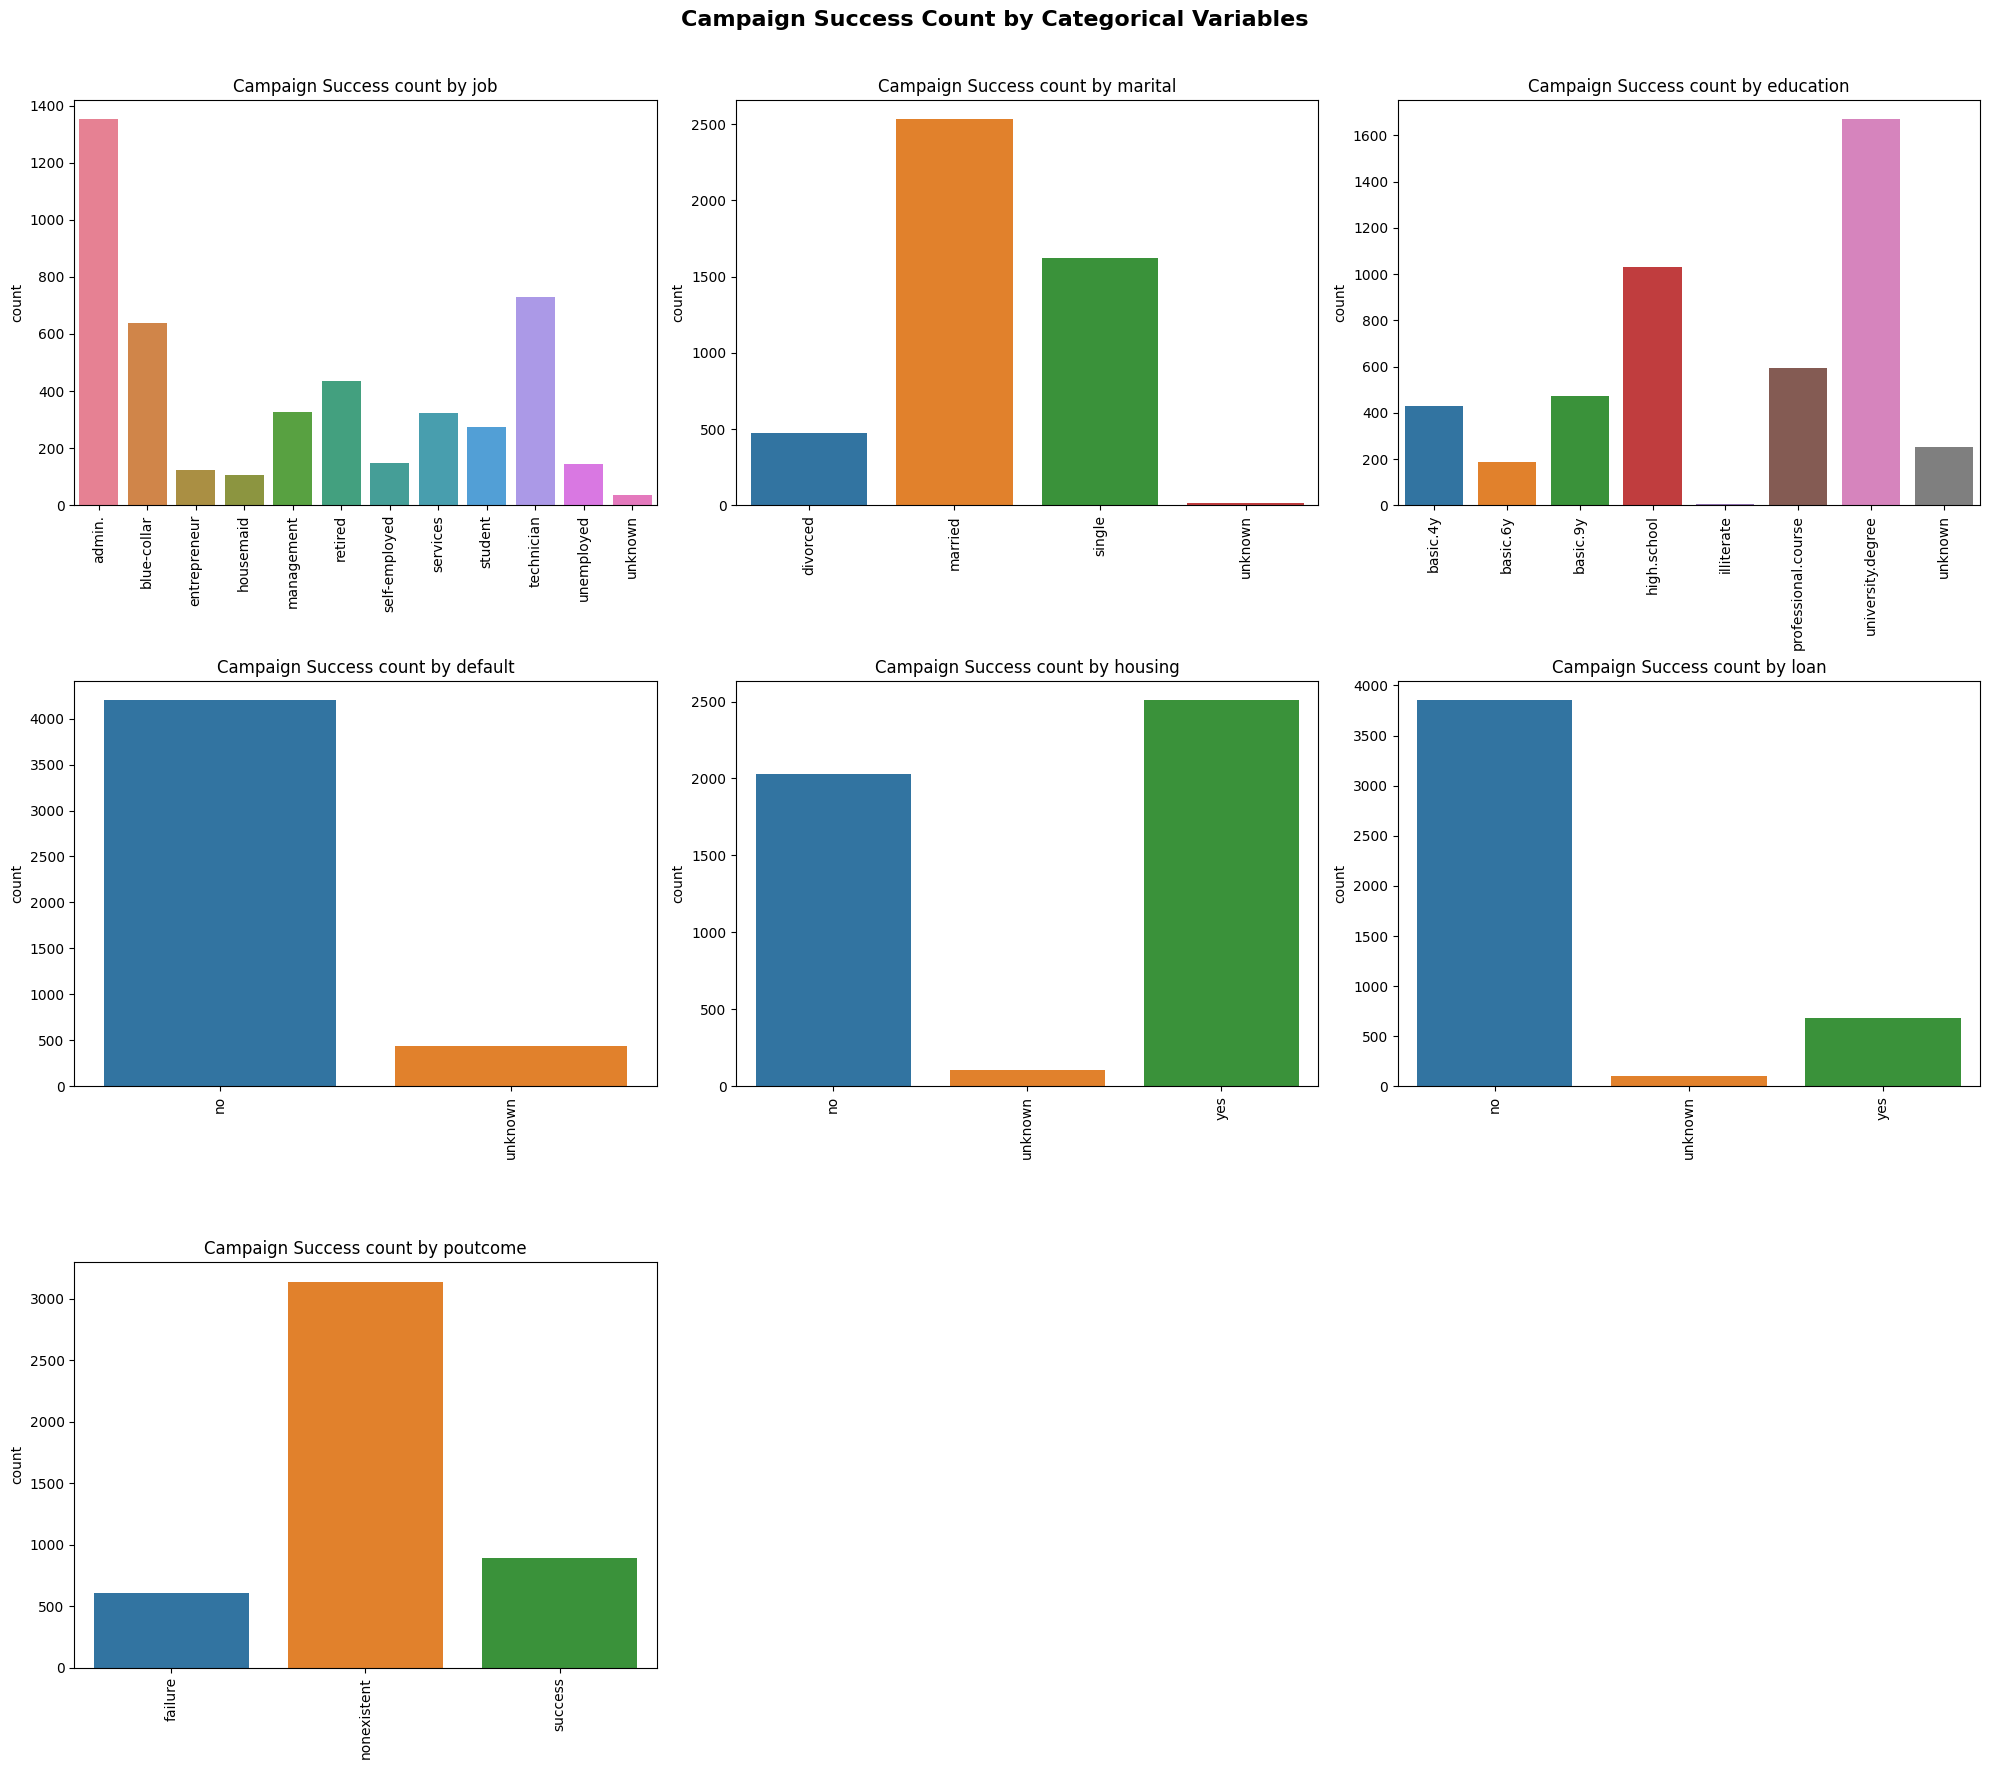 Campaign Success Count by Categorical Variables
Campaign Success count by job
count
1400
1200
1000
800
600
400
200
0
admin.
blue-collar
entrepreneur
housemaid
management
retired
self-employed
services
student
technician
unemployed
unknown
Campaign Success count by marital
count
2500
2000
1500
1000
500
0
divorced
married
single
unknown
Campaign Success count by education
count
1600
1400
1200
1000
800
600
400
200
0
basic.4y
basic.6y
basic.9y
high.school
illiterate
professional.course
university.degree
unknown
Campaign Success count by default
count
4000
3500
3000
2500
2000
1500
1000
500
0
no
unknown
Campaign Success count by housing
count
2500
2000
1500
1000
500
0
no
unknown
yes
Campaign Success count by loan
count
4000
3500
3000
2500
2000
1500
1000
500
0
no
unknown
yes
Campaign Success count by poutcome
count
3000
2500
2000
1500
1000
500
0
failure
nonexistent
success